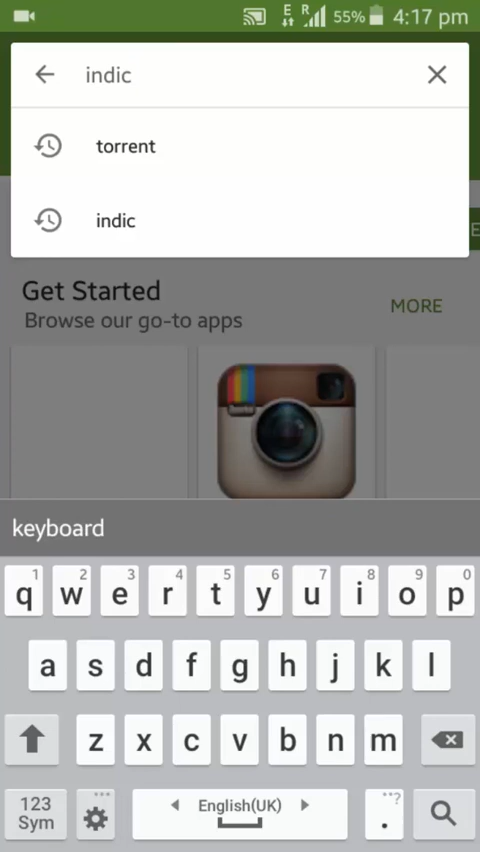 E R 55% 4:17 pm
indic
torrent
indic
E
Get Started
MORE
Browse our go-to apps
keyboard
1 2 3 4 5 6 7 8 9 0
q w e r t y u i o p
a s d f g h j k l
z x c v b n m
123
Sym
...
English(UK)
..?
.